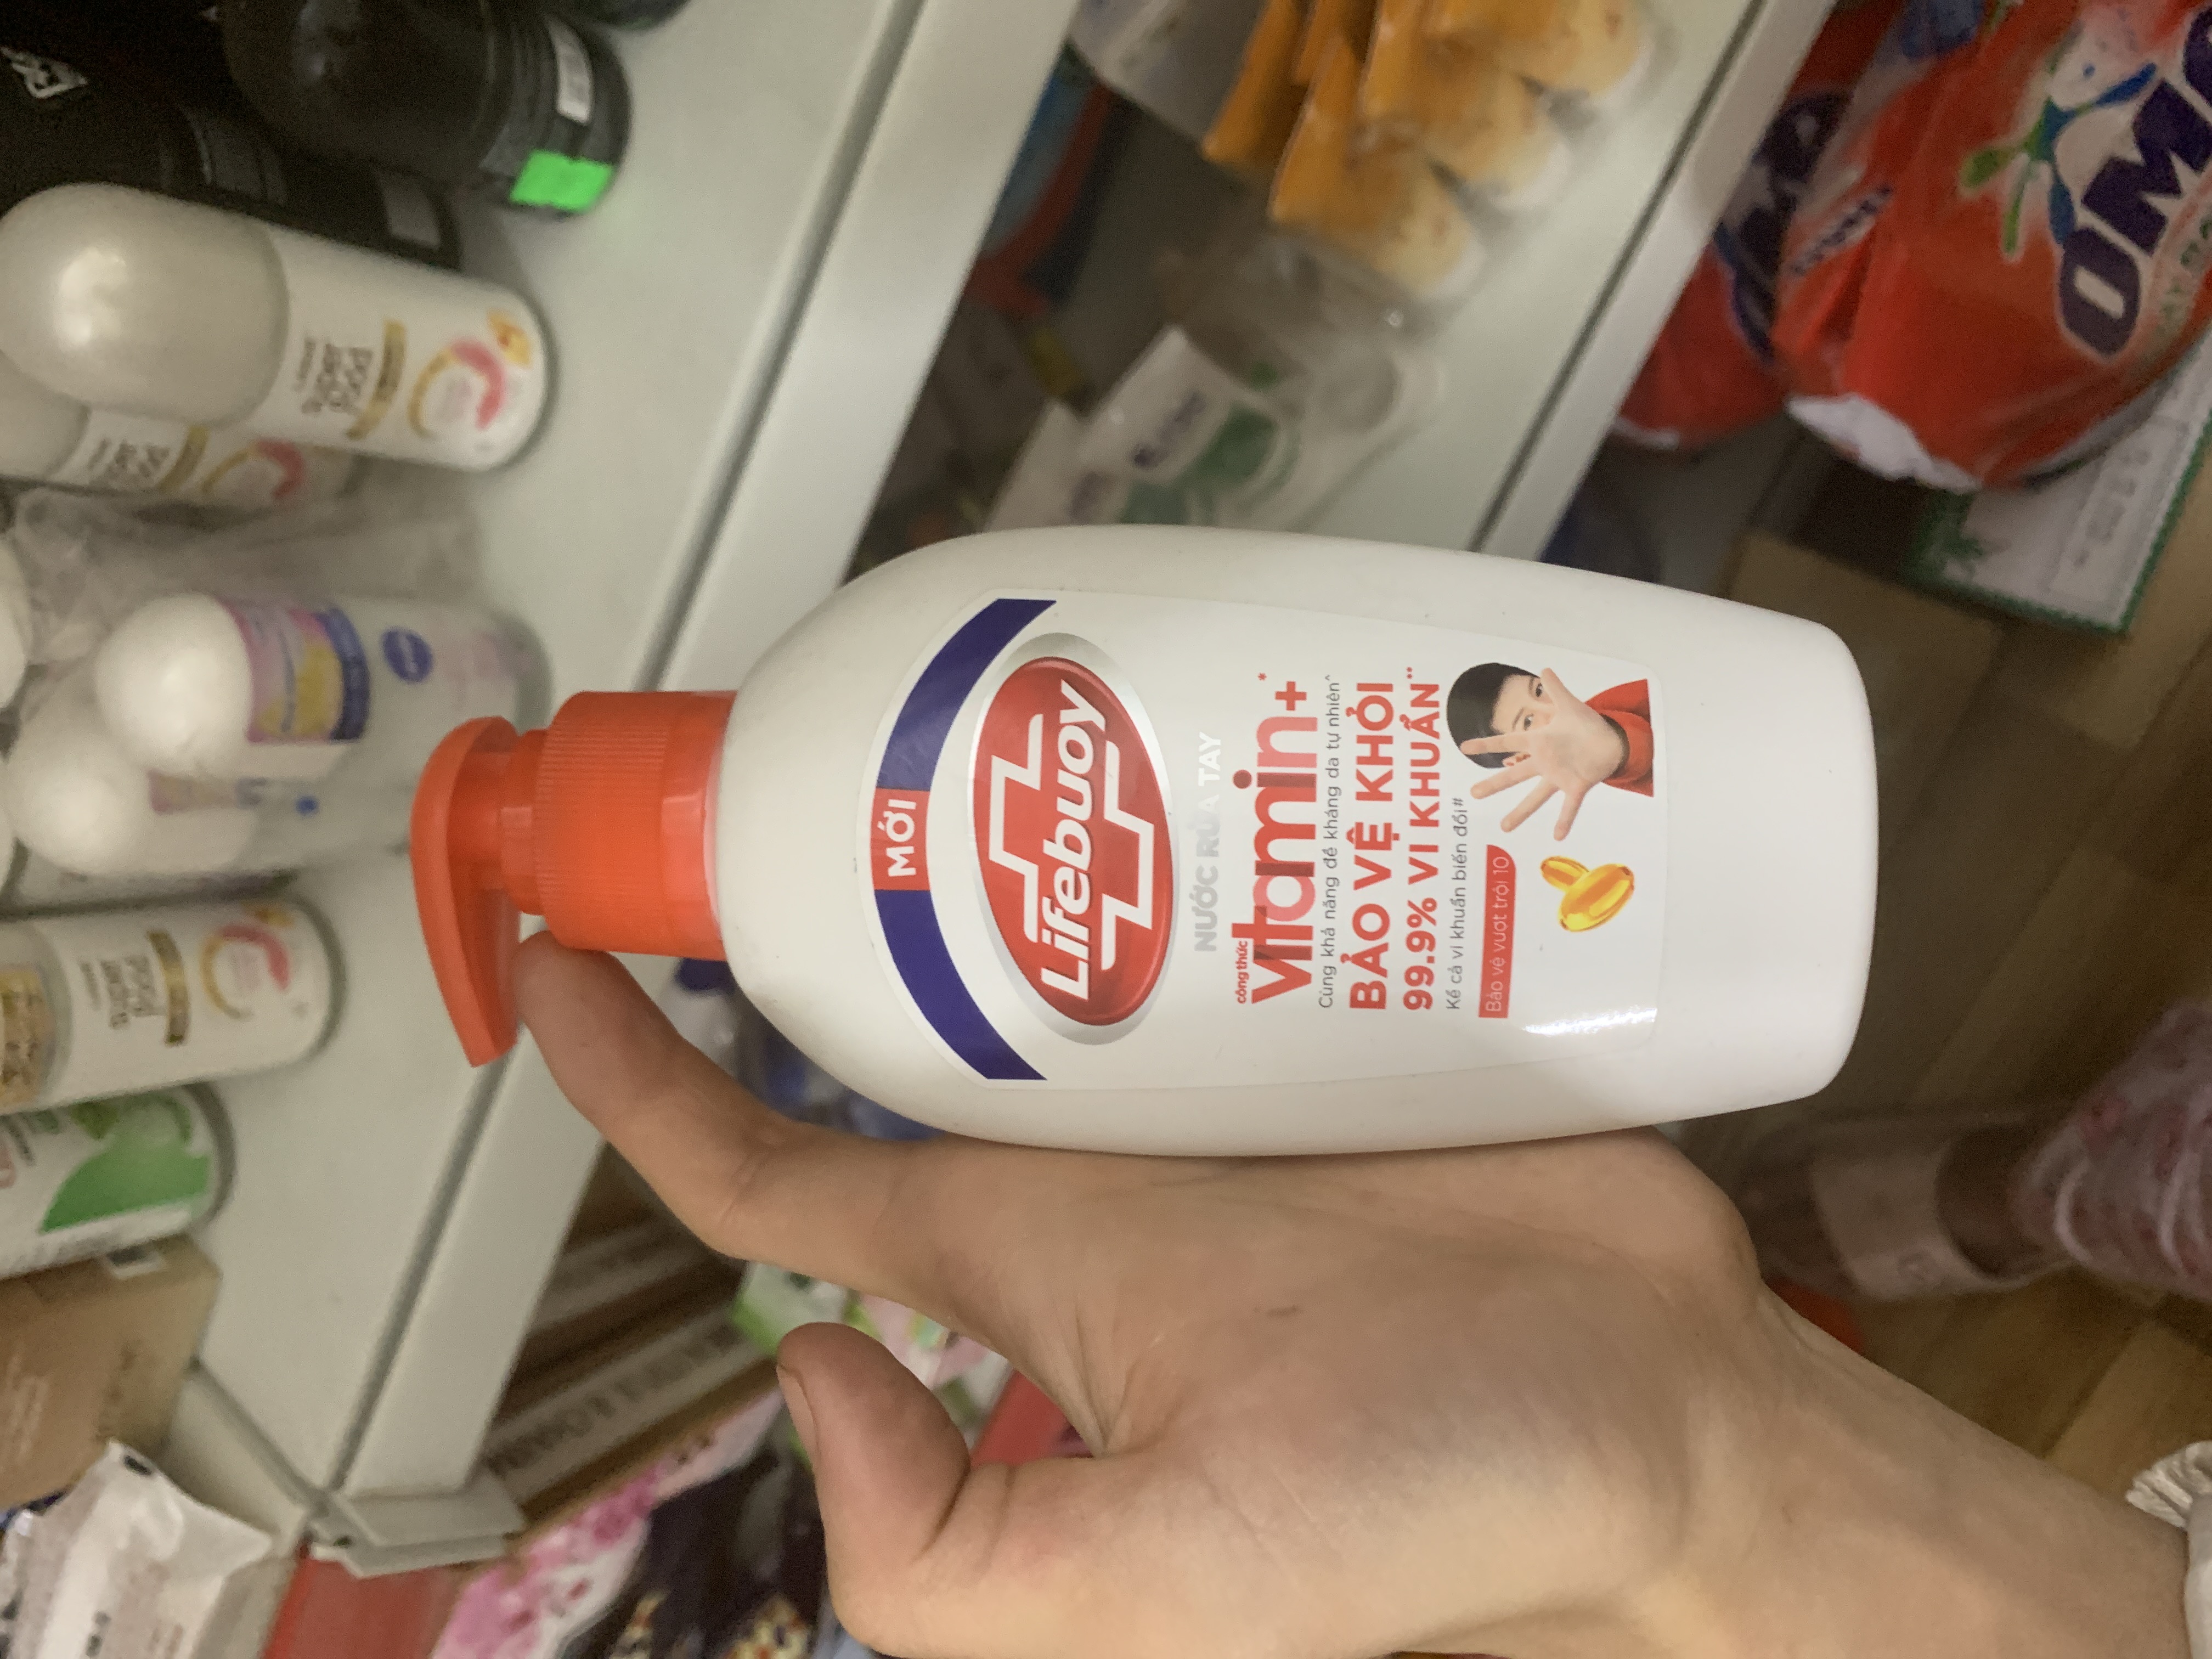 MỚI
Lifebuoy
NƯỚC RỬA TAY
công thức
vitamin+*
Cùng khả năng đề kháng da tự nhiên^
BẢO VỆ KHỎI
99.9% VI KHUẨN**
Kể cả vi khuẩn biến đổi#
Bảo vệ vượt trội 10
OMO